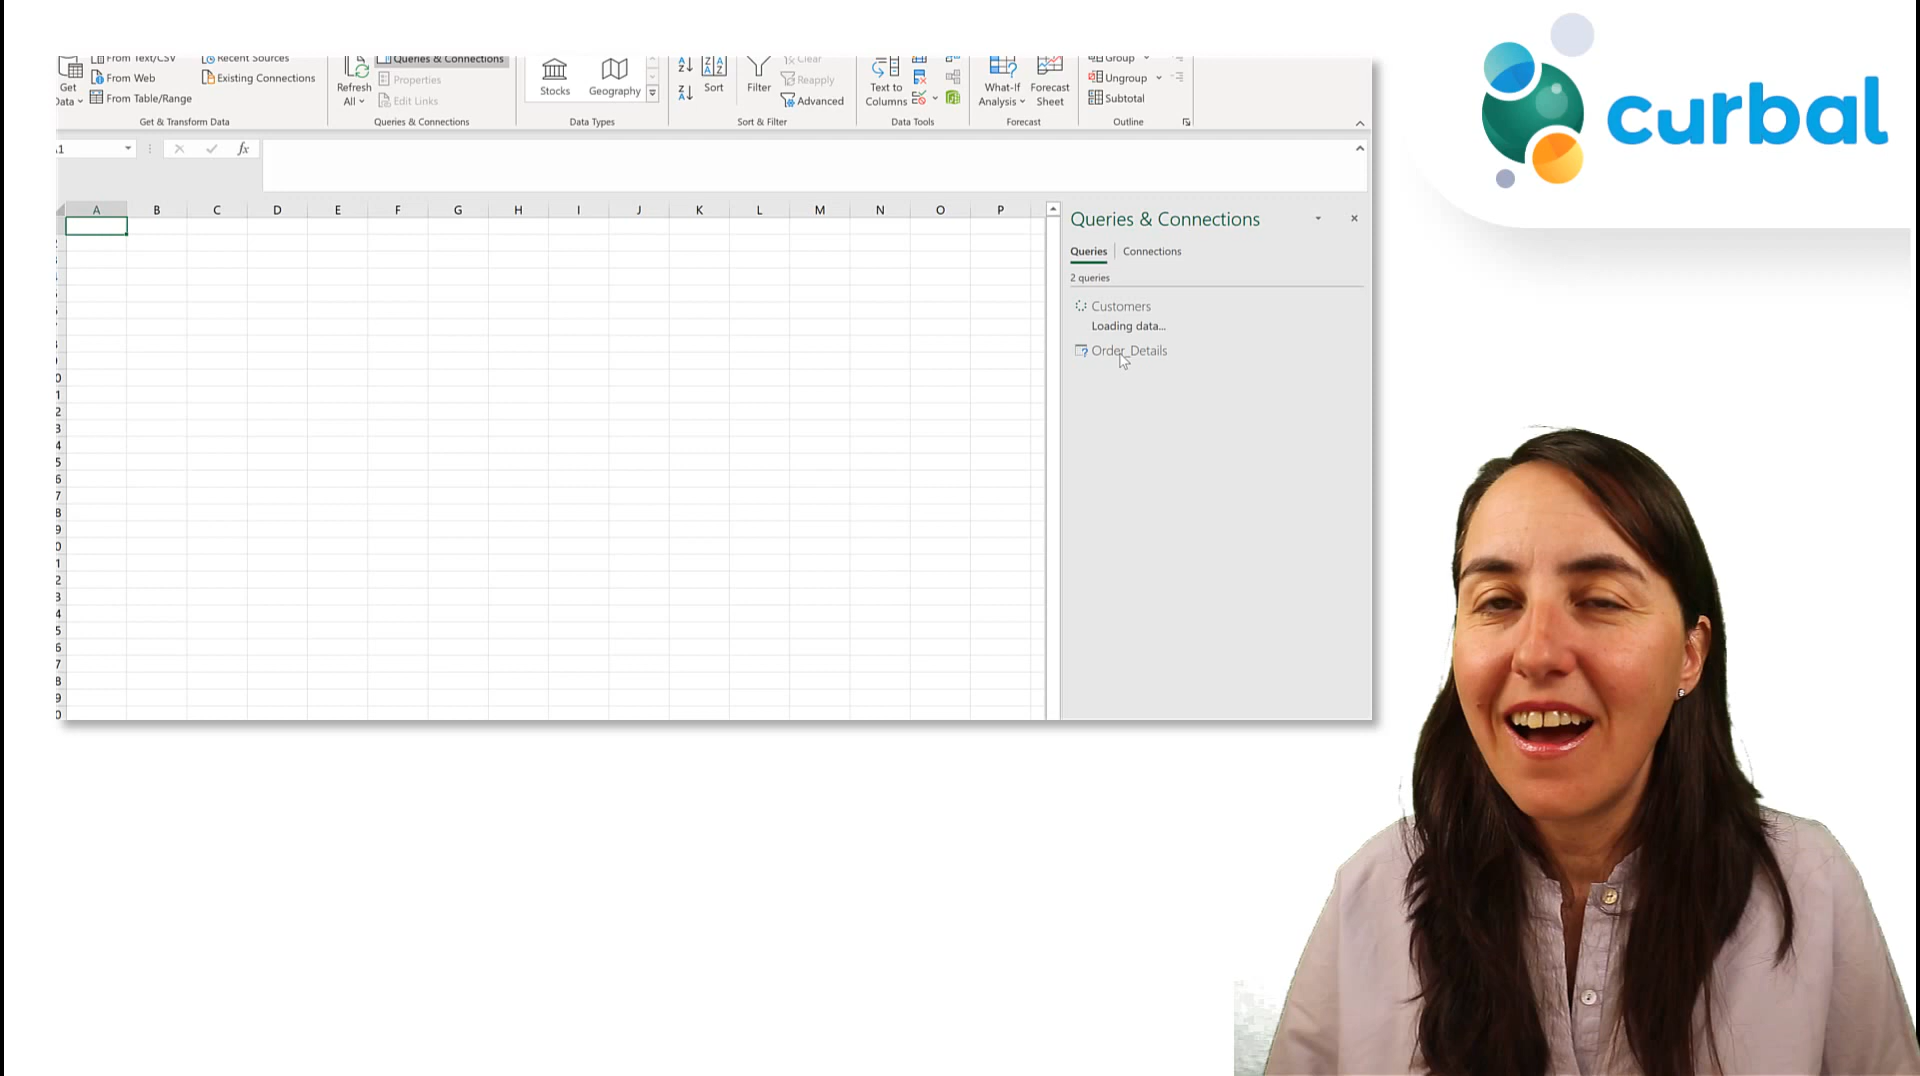 curbal
From Text/CSV
Recent Sources
Queries & Connections
Clear
Group
Get Data
From Web
Existing Connections
Refresh All
Properties
Stocks
Geography
Sort
Filter
Reapply
Text to Columns
What-If Analysis
Forecast Sheet
Ungroup
From Table/Range
Edit Links
Advanced
Subtotal
Get & Transform Data
Queries & Connections
Data Types
Sort & Filter
Data Tools
Forecast
Outline
fx
A B C D E F G H I J K L M N O P
Queries & Connections
Queries | Connections
2 queries
Customers
Loading data...
Order_Details